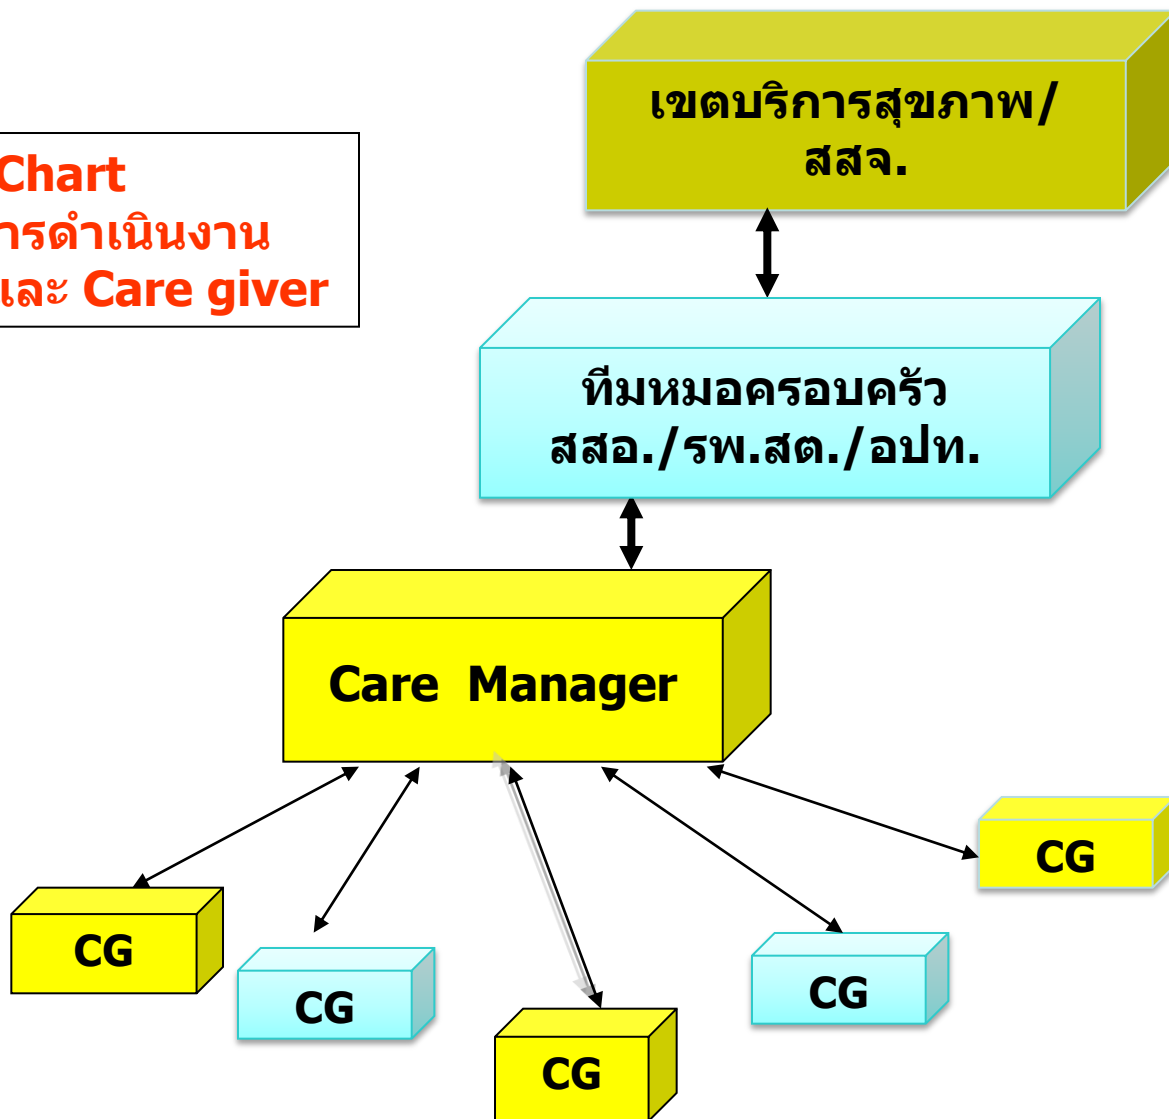 เขตบริการสุขภาพ/
สสจ.
Chart
ารดำเนินงาน
และ Care giver
ทีมหมอครอบครัว
สสอ./รพ.สต./อปท.
Care Manager
CG
CG
CG
CG
CG